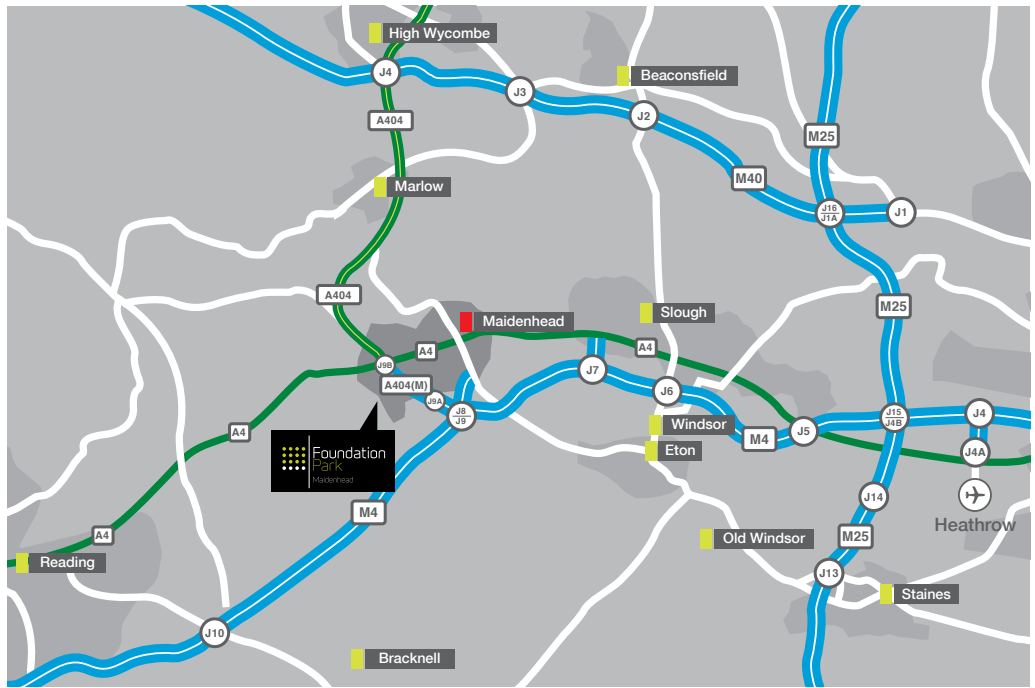 High Wycombe
J4
Beaconsfield
J3
J2
A404
M25
M40
Marlow
J16
J1A
J1
A404
M25
Slough
Maidenhead
A4
A4
J9B
J7
A404(M)
J6
J9A
J8
J9
Windsor
J5
J15
J4B
J4
A4
M4
Eton
J4A
Foundation
Park
Maidenhead
J14
M4
Heathrow
A4
M25
Old Windsor
Reading
J13
Staines
J10
Bracknell